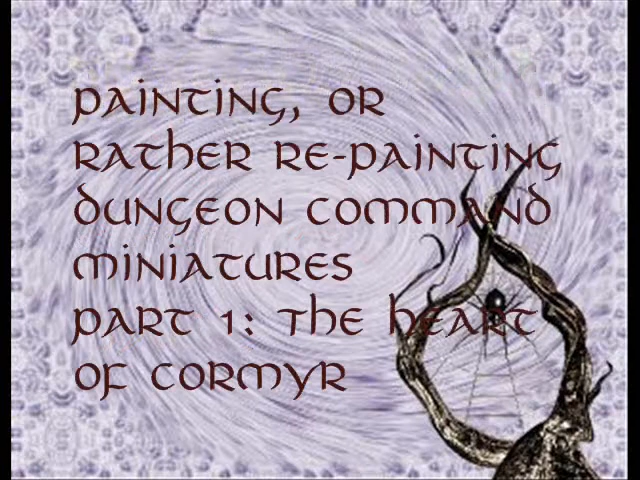 Painting, or
rather re-painting
Dungeon Command
miniatures
Part 1: The Heart
of Cormyr